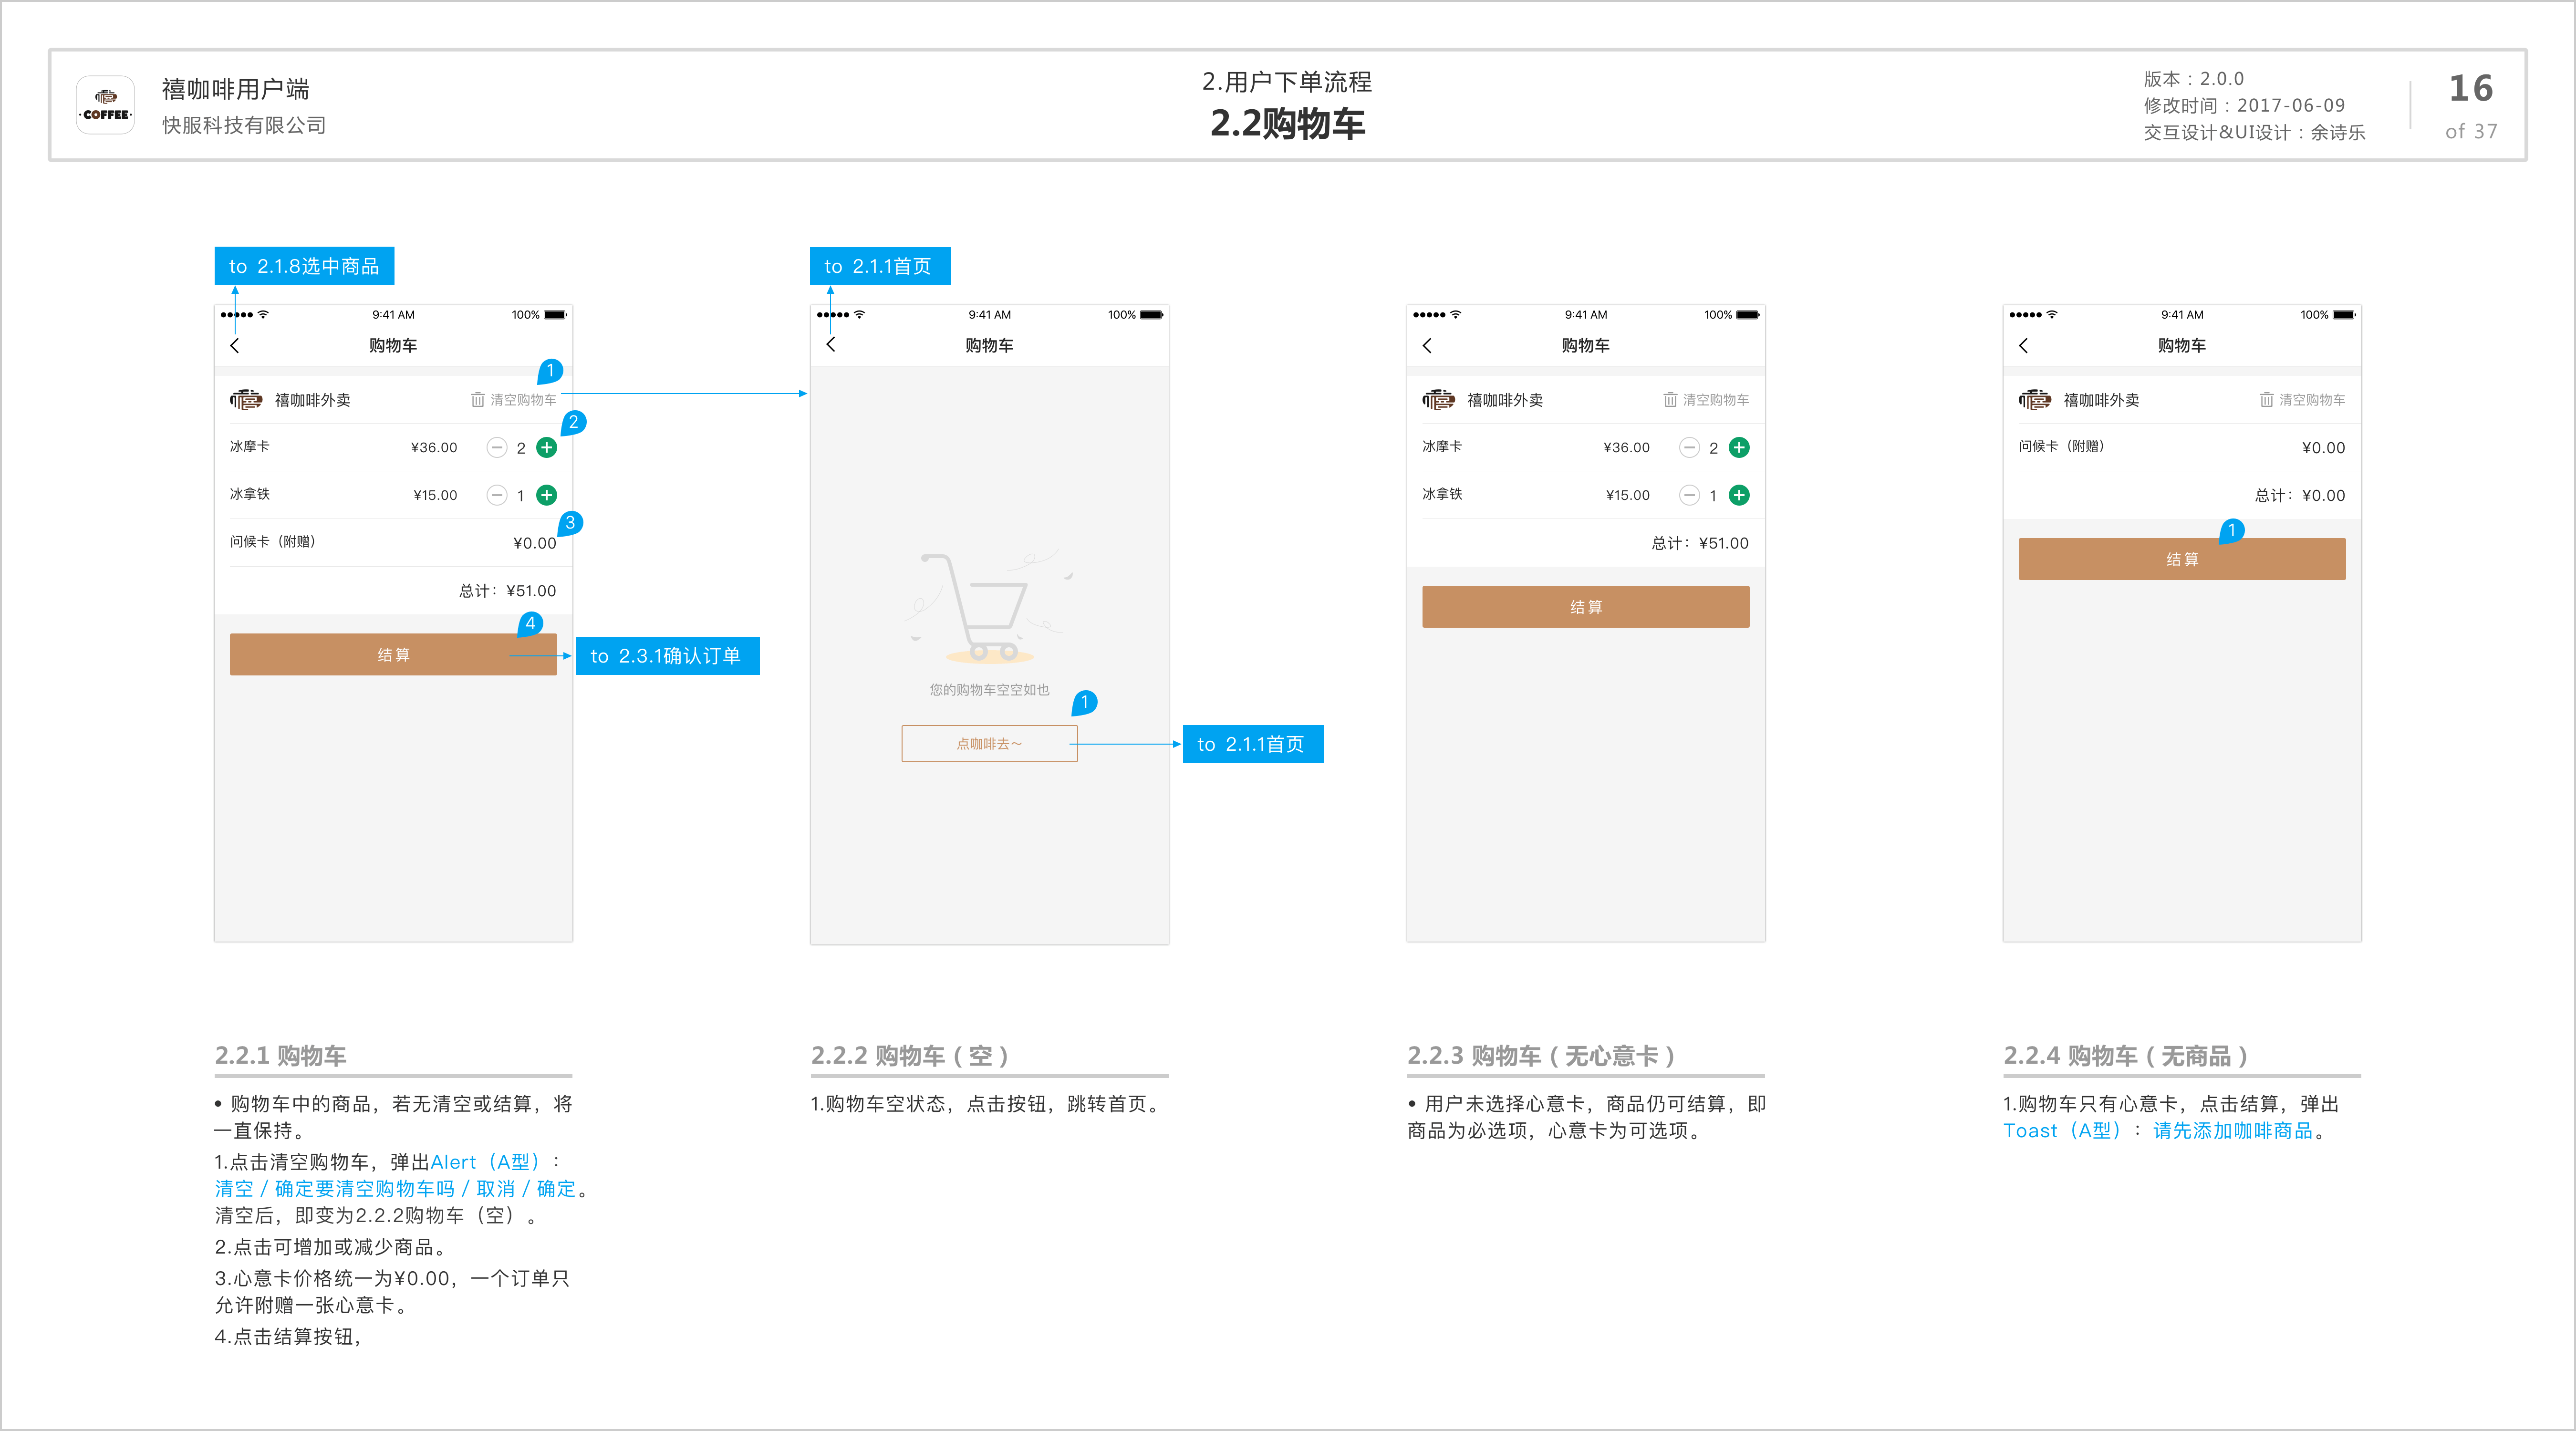 COFFEE
禧咖啡用户端
快服科技有限公司
2.用户下单流程
2.2购物车
版本：2.0.0
修改时间：2017-06-09
交互设计&UI设计：余诗乐
16
of 37
to 2.1.8选中商品
9:41 AM
100%
购物车
1
禧咖啡外卖
清空购物车
2
冰摩卡
¥36.00
2
冰拿铁
¥15.00
1
3
问候卡（附赠）
¥0.00
总计：¥51.00
4
结算
to 2.3.1确认订单
to 2.1.1首页
9:41 AM
100%
购物车
您的购物车空空如也
1
点咖啡去～
to 2.1.1首页
9:41 AM
100%
购物车
禧咖啡外卖
清空购物车
冰摩卡
¥36.00
2
冰拿铁
¥15.00
1
总计：¥51.00
结算
9:41 AM
100%
购物车
禧咖啡外卖
清空购物车
问候卡（附赠）
¥0.00
总计：¥0.00
1
结算
2.2.1 购物车
• 购物车中的商品，若无清空或结算，将
一直保持。
1.点击清空购物车，弹出Alert（A型）：
清空 / 确定要清空购物车吗 / 取消 / 确定。
清空后，即变为2.2.2购物车（空）。
2.点击可增加或减少商品。
3.心意卡价格统一为¥0.00，一个订单只
允许附赠一张心意卡。
4.点击结算按钮，
2.2.2 购物车（空）
1.购物车空状态，点击按钮，跳转首页。
2.2.3 购物车（无心意卡）
• 用户未选择心意卡，商品仍可结算，即
商品为必选项，心意卡为可选项。
2.2.4 购物车（无商品）
1.购物车只有心意卡，点击结算，弹出
Toast（A型）：请先添加咖啡商品。